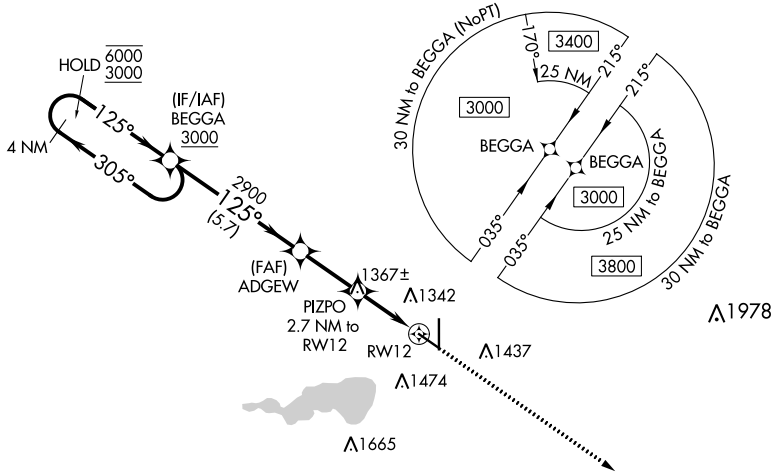 HOLD 6000
3000
(IF/IAF)
BEGGA
3000
125°
4 NM
305°
2900
125°
(5.7)
(FAF)
ADGEW
1367±
PIZPO
2.7 NM to
RW12
1342
RW12
1437
1474
1665
1978
30 NM to BEGGA (NoPT)
170°
3400
25 NM
215°
3000
BEGGA
035°
215°
BEGGA
3000
25 NM to BEGGA
035°
3800
30 NM to BEGGA